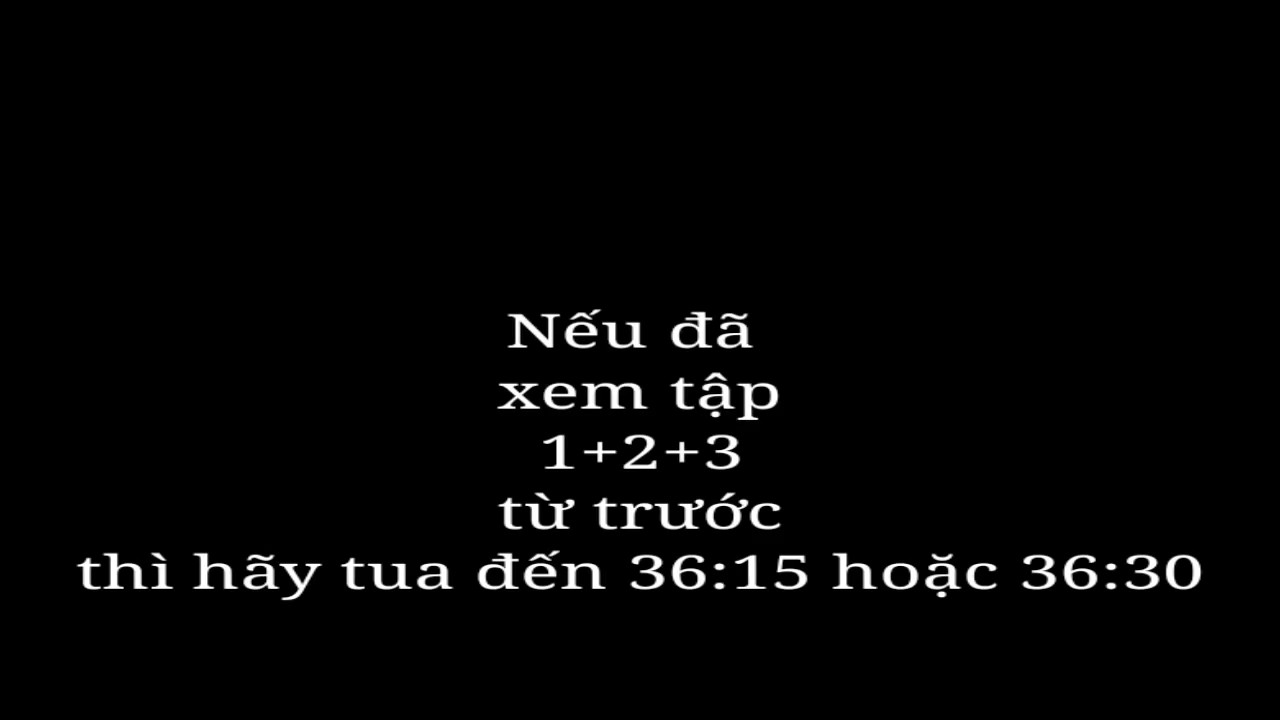 Nếu đã
xem tập
1+2+3
từ trước
thì hãy tua đến 36:15 hoặc 36:30